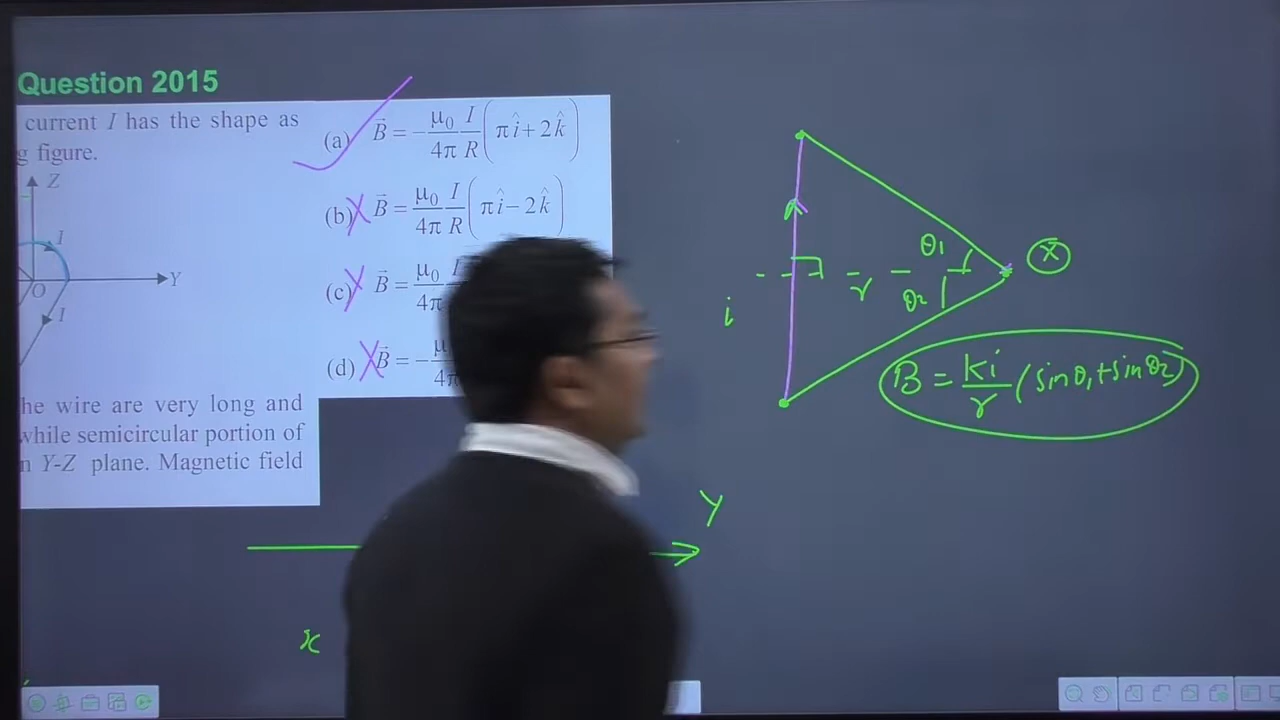 Question 2015
current I has the shape as
g figure.
Z
I
Y
O
I
he wire are very long and
while semicircular portion of
n Y-Z plane. Magnetic field
(a) B⃗ = -μ₀/4π I/R (πî+2k̂)
(b) B⃗ = μ₀/4π I/R (πî-2k̂)
(c) B⃗ = μ₀/4π
(d) B⃗ = -μ
4π
θ1
x
r
θ2
i
B = Ki/r (sinθ1+sinθ2)
Y
x